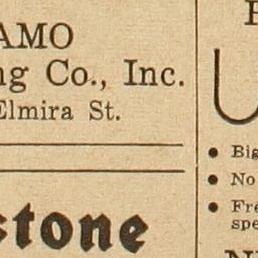 AMO
ng Co., Inc.
Elmira St.
stone
• Big
• No
• Fre
spe